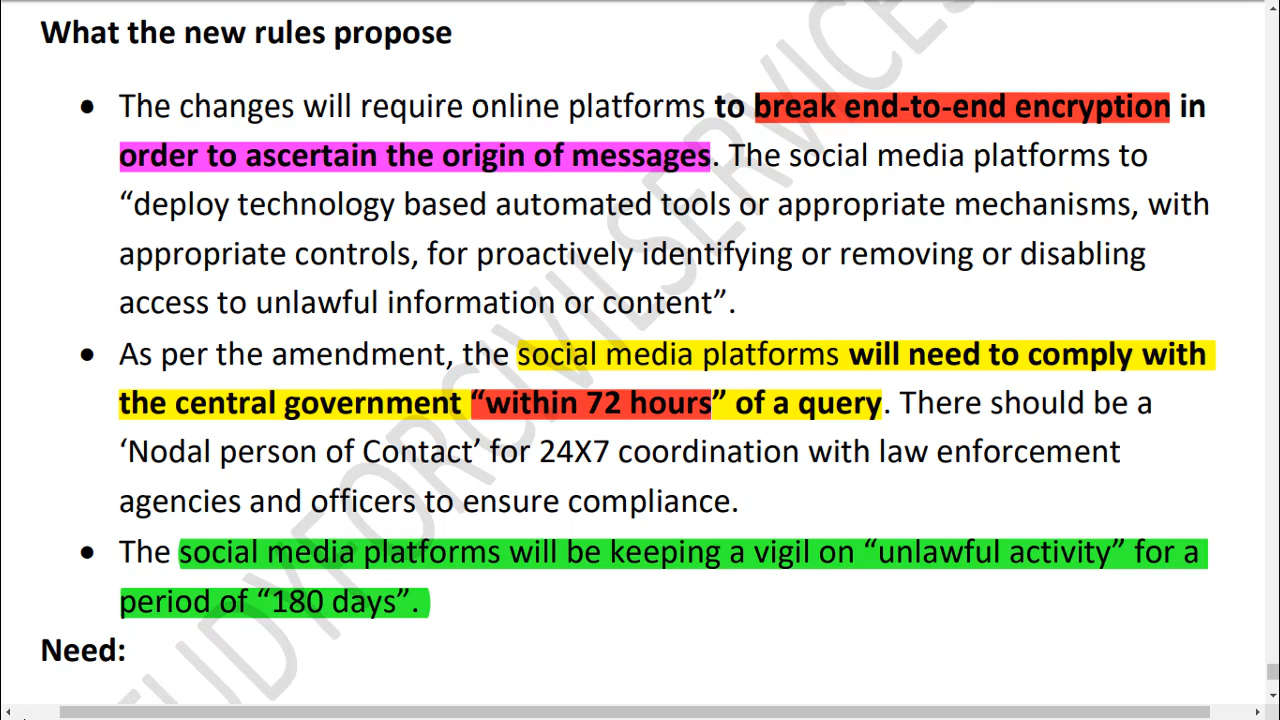 What the new rules propose
• The changes will require online platforms to break end-to-end encryption in
order to ascertain the origin of messages. The social media platforms to
“deploy technology based automated tools or appropriate mechanisms, with
appropriate controls, for proactively identifying or removing or disabling
access to unlawful information or content”.
• As per the amendment, the social media platforms will need to comply with
the central government “within 72 hours” of a query. There should be a
‘Nodal person of Contact’ for 24X7 coordination with law enforcement
agencies and officers to ensure compliance.
• The social media platforms will be keeping a vigil on “unlawful activity” for a
period of “180 days”.
Need:
TUDYFORCIVILSERVICES